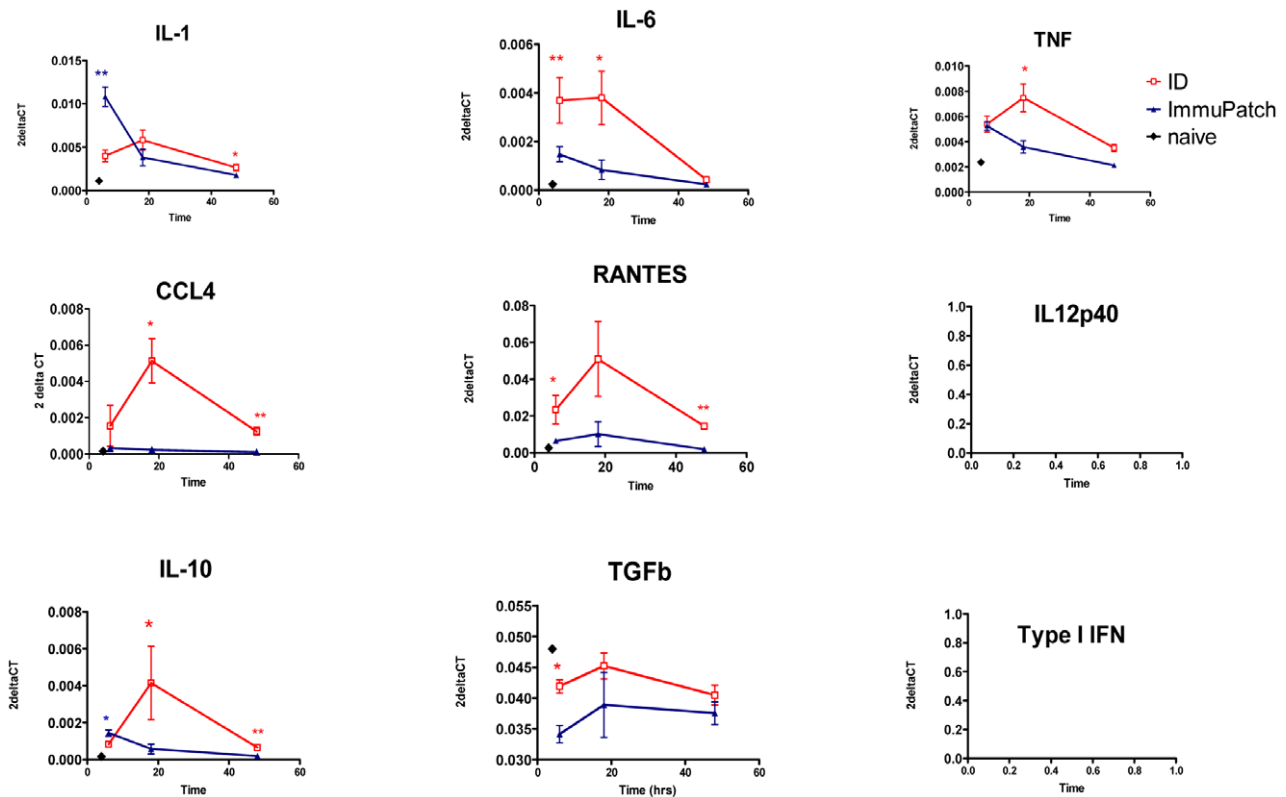 IL-1
0.015
**
0.010
2deltaCT
0.005
*
0.000
0 20 40 60
Time
IL-6
0.006
** *
0.004
2deltaCT
0.002
0.000
0 20 40 60
Time
TNF
0.010
*
0.008
0.006
2deltaCT
0.004
0.002
0.000
0 20 40 60
Time
ID
ImmuPatch
naive
CCL4
0.008
*
0.006
2 delta CT
0.004
**
0.002
0.000
0 20 40 60
Time
RANTES
0.08
0.06
2deltaCT
0.04
*
**
0.02
0.00
0 20 40 60
Time
IL12p40
1.0
0.8
0.6
2deltaCT
0.4
0.2
0.0
0.0 0.2 0.4 0.6 0.8 1.0
Time
IL-10
0.008
*
0.006
2deltaCT
0.004
* **
0.002
0.000
0 20 40 60
Time
TGFb
0.055
0.050
*
0.045
2deltaCT
0.040
0.035
0.030
0 20 40 60
Time (hrs)
Type I IFN
1.0
0.8
0.6
2deltaCT
0.4
0.2
0.0
0.0 0.2 0.4 0.6 0.8 1.0
Time